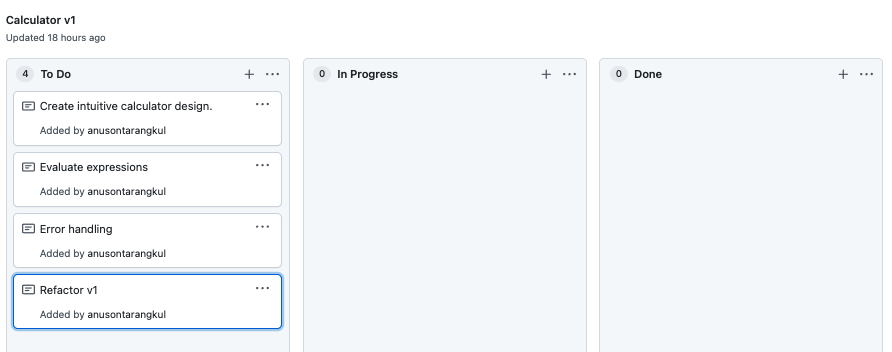 Calculator v1
Updated 18 hours ago
4 To Do
Create intuitive calculator design.
Added by anusontarangkul
Evaluate expressions
Added by anusontarangkul
Error handling
Added by anusontarangkul
Refactor v1
Added by anusontarangkul
0 In Progress
0 Done